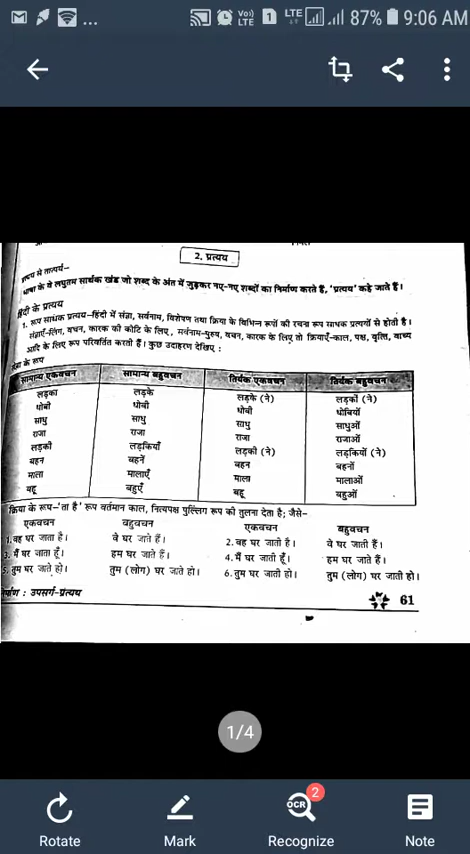 87% 9:06 AM
2. प्रत्यय
प्रत्यय से तात्पर्य–
भाषा के वे लघुतम सार्थक खंड जो शब्द के अंत में जुड़कर नए-नए शब्दों का निर्माण करते हैं, 'प्रत्यय' कहे जाते हैं।
हिंदी के प्रत्यय
1. रूप साधक प्रत्यय–हिंदी में संज्ञा, सर्वनाम, विशेषण तथा क्रिया के विभिन्न रूपों की रचना रूप साधक प्रत्ययों से होती है।
संज्ञाएँ-लिंग, वचन, कारक की कोटि के लिए, सर्वनाम-पुरुष, वचन, कारक के लिए तो क्रियाएँ-काल, पक्ष, वृत्ति, वाच्य
आदि के लिए रूप परिवर्तित करती हैं। कुछ उदाहरण देखिए :
के रूप
सामान्य एकवचन सामान्य बहुवचन तिर्यक एकवचन तिर्यक बहुवचन
लड़का लड़के लड़के (ने) लड़कों (ने)
धोबी धोबी धोबी धोबियों
साधु साधु साधु साधुओं
राजा राजा राजा राजाओं
लड़की लड़कियाँ लड़की (ने) लड़कियों (ने)
बहन बहनें बहन बहनों
माला मालाएँ माला मालाओं
बहू बहुएँ बहू बहुओं
क्रिया के रूप–'ता है' रूप वर्तमान काल, नित्यपक्ष पुल्लिंग रूप की तुलना देता है; जैसे–
एकवचन बहुवचन एकवचन बहुवचन
1. वह घर जाता है। वे घर जाते हैं। 2. वह घर जाती है। वे घर जाती हैं।
3. मैं घर जाता हूँ। हम घर जाते हैं। 4. मैं घर जाती हूँ। हम घर जाते हैं।
5. तुम घर जाते हो। तुम (लोग) घर जाते हो। 6. तुम घर जाती हो। तुम (लोग) घर जाती हो।
: उपसर्ग-प्रत्यय 61
1/4
2
Rotate Mark Recognize Note